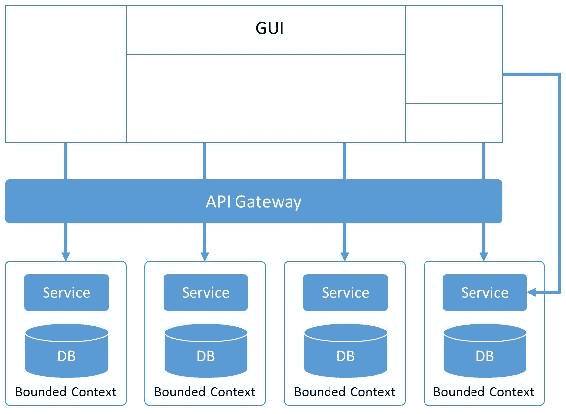 GUI
API Gateway
Service
DB
Bounded Context
Service
DB
Bounded Context
Service
DB
Bounded Context
Service
DB
Bounded Context